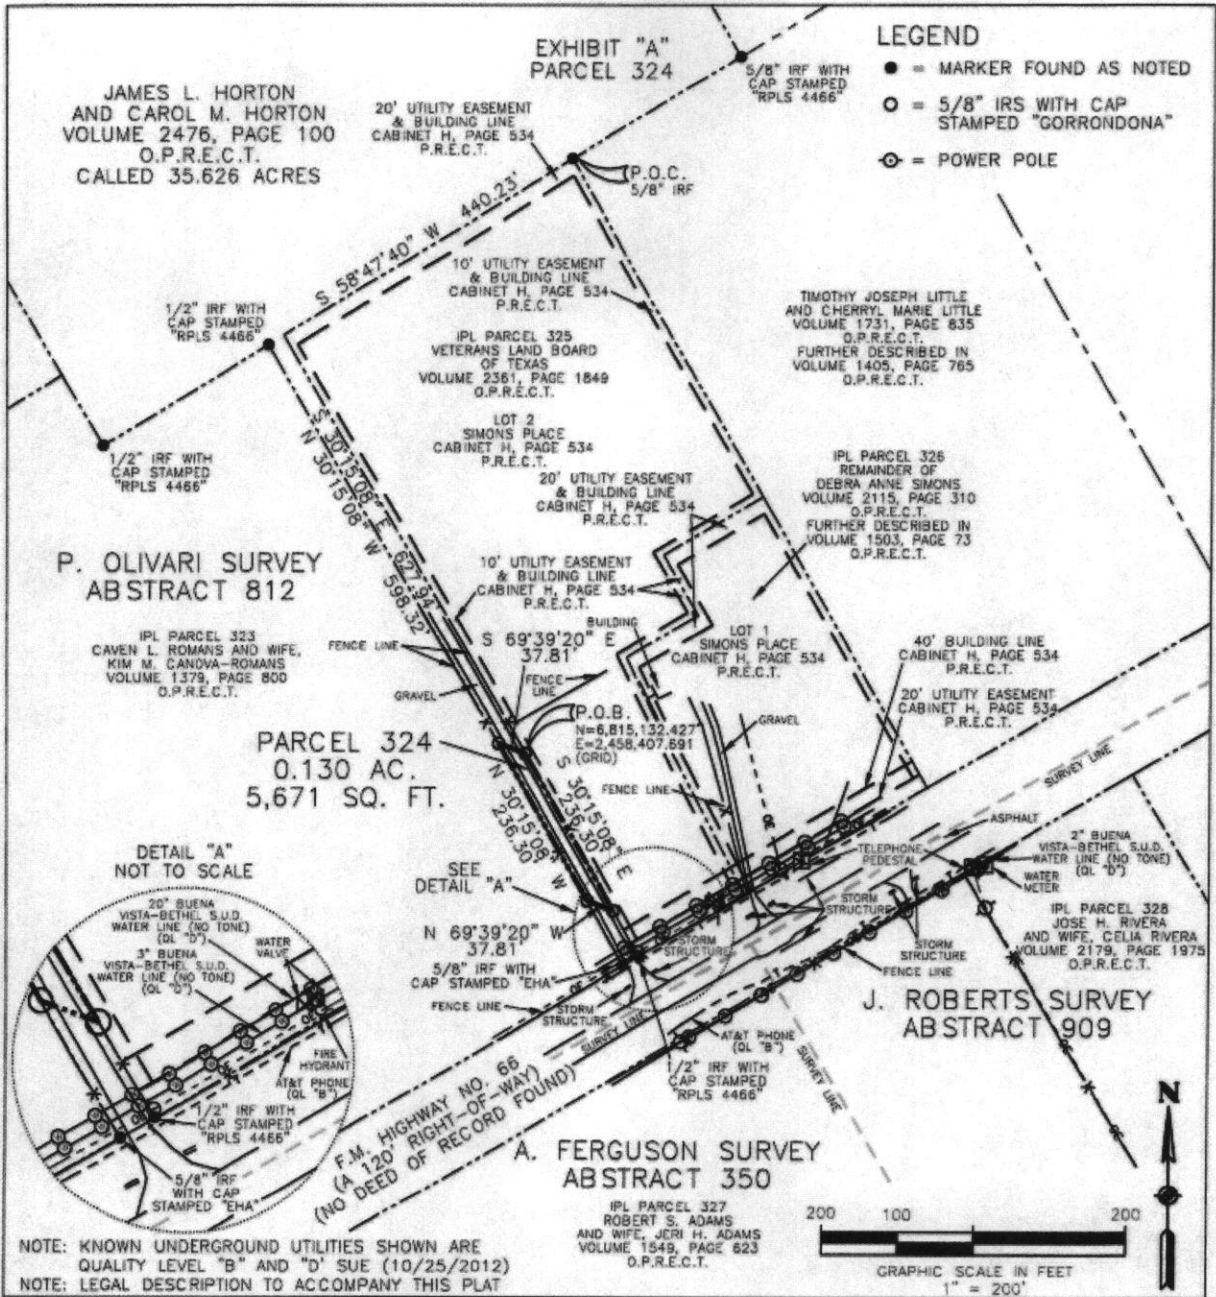 EXHIBIT "A"
PARCEL 324
LEGEND
● = MARKER FOUND AS NOTED
○ = 5/8" IRS WITH CAP
STAMPED "GORRONDONA"
= POWER POLE
JAMES L. HORTON
AND CAROL M. HORTON
VOLUME 2476, PAGE 100
O.P.R.E.C.T.
CALLED 35.626 ACRES
20' UTILITY EASEMENT
& BUILDING LINE
CABINET H, PAGE 534
P.R.E.C.T.
5/8" IRF WITH
CAP STAMPED
"RPLS 4466"
P.O.C.
5/8" IRF
S 58°47'40" W 440.23'
10' UTILITY EASEMENT
& BUILDING LINE
CABINET H, PAGE 534
P.R.E.C.T.
1/2" IRF WITH
CAP STAMPED
"RPLS 4466"
IPL PARCEL 325
VETERANS LAND BOARD
OF TEXAS
VOLUME 2361, PAGE 1849
O.P.R.E.C.T.
TIMOTHY JOSEPH LITTLE
AND CHERRYL MARIE LITTLE
VOLUME 1731, PAGE 835
O.P.R.E.C.T.
FURTHER DESCRIBED IN
VOLUME 1405, PAGE 765
O.P.R.E.C.T.
LOT 2
SIMONS PLACE
CABINET H, PAGE 534
P.R.E.C.T.
1/2" IRF WITH
CAP STAMPED
"RPLS 4466"
S 30°15'08" E 627.94'
N 30°15'08" W 598.32'
20' UTILITY EASEMENT
& BUILDING LINE
CABINET H, PAGE 534
P.R.E.C.T.
IPL PARCEL 326
REMAINDER OF
DEBRA ANNE SIMONS
VOLUME 2115, PAGE 310
O.P.R.E.C.T.
FURTHER DESCRIBED IN
VOLUME 1503, PAGE 73
O.P.R.E.C.T.
P. OLIVARI SURVEY
ABSTRACT 812
10' UTILITY EASEMENT
& BUILDING LINE
CABINET H, PAGE 534
P.R.E.C.T.
IPL PARCEL 323
CAVEN L. ROMANS AND WIFE,
KIM M. CANOVA-ROMANS
VOLUME 1379, PAGE 800
O.P.R.E.C.T.
FENCE LINE
GRAVEL
S 69°39'20" E
37.81'
FENCE
LINE
BUILDING
LOT 1
SIMONS PLACE
CABINET H, PAGE 534
P.R.E.C.T.
40' BUILDING LINE
CABINET H, PAGE 534
P.R.E.C.T.
20' UTILITY EASEMENT
CABINET H, PAGE 534
P.R.E.C.T.
P.O.B.
N=6,815,132.427
E=2,458,407.691
(GRID)
GRAVEL
PARCEL 324
0.130 AC.
5,671 SQ. FT.
S 30°15'08" E
236.30'
N 30°15'08" W
236.30'
FENCE LINE
OE
SURVEY LINE
ASPHALT
TELEPHONE
PEDESTAL
2" BUENA
VISTA-BETHEL S.U.D.
WATER LINE (NO TONE)
(QL "D")
WATER
METER
SEE
DETAIL "A"
STORM
STRUCTURE
N 69°39'20" W
37.81'
STORM
STRUCTURE
STORM
STRUCTURE
IPL PARCEL 328
JOSE H. RIVERA
AND WIFE, CELIA RIVERA
VOLUME 2179, PAGE 1975
O.P.R.E.C.T.
5/8" IRF WITH
CAP STAMPED "EHA"
OE
FENCE LINE
FENCE LINE
STORM
STRUCTURE
SURVEY LINE
J. ROBERTS SURVEY
ABSTRACT 909
AT&T PHONE
(QL "B")
1/2" IRF WITH
CAP STAMPED
"RPLS 4466"
SURVEY LINE
F.M. HIGHWAY NO. 66
(A 120' RIGHT-OF-WAY)
(NO DEED OF RECORD FOUND)
A. FERGUSON SURVEY
ABSTRACT 350
IPL PARCEL 327
ROBERT S. ADAMS
AND WIFE, JERI H. ADAMS
VOLUME 1549, PAGE 623
O.P.R.E.C.T.
DETAIL "A"
NOT TO SCALE
20" BUENA
VISTA-BETHEL S.U.D.
WATER LINE (NO TONE)
(QL "D")
3" BUENA
VISTA-BETHEL S.U.D.
WATER LINE (NO TONE)
(QL "D")
WATER
VALVE
FIRE
HYDRANT
AT&T PHONE
(QL "B")
1/2" IRF WITH
CAP STAMPED
"RPLS 4466"
5/8" IRF
WITH CAP
STAMPED "EHA"
N
200 100 200
GRAPHIC SCALE IN FEET
1" = 200'
NOTE: KNOWN UNDERGROUND UTILITIES SHOWN ARE
QUALITY LEVEL "B" AND "D' SUE (10/25/2012)
NOTE: LEGAL DESCRIPTION TO ACCOMPANY THIS PLAT